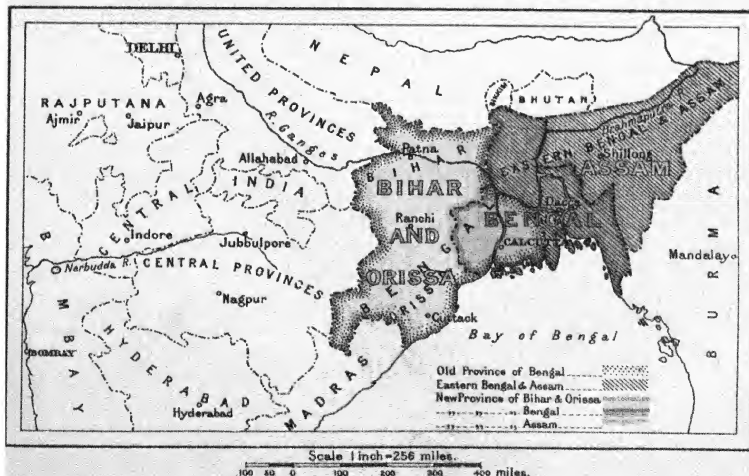 DELHI
NEPAL
UNITED PROVINCES
R. Ganges
RAJPUTANA
Ajmir
Jaipur
Agra
BHUTAN
Brahmaputra R.
EASTERN BENGAL & ASSAM
Shillong
ASSAM
Allahabad
Patna
BIHAR
BIHAR
AND
ORISSA
Ranchi
BENGAL
ORISSA
Cuttack
BENGAL
Dacca
CALCUTTA
CENTRAL INDIA
Indore
Jubbulpore
Narbudda R.
CENTRAL PROVINCES
Nagpur
BOMBAY
BOMBAY
HYDERABAD
Hyderabad
MADRAS
Bay of Bengal
Mandalay
BURMA
Old Province of Bengal
Eastern Bengal & Assam
New Province of Bihar & Orissa
„ „ „ Bengal
„ „ „ Assam
Scale 1 inch=256 miles.
100 50 0 100 200 300 400 miles.